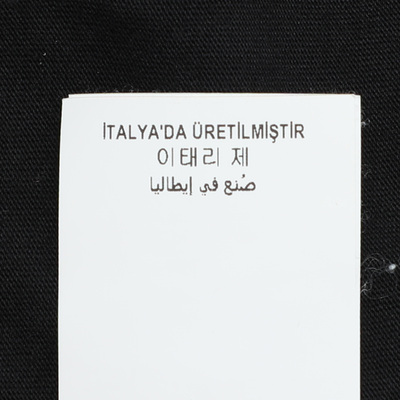 İTALYA'DA ÜRETİLMİŞTİR
이태리 제
صُنع في إيطاليا